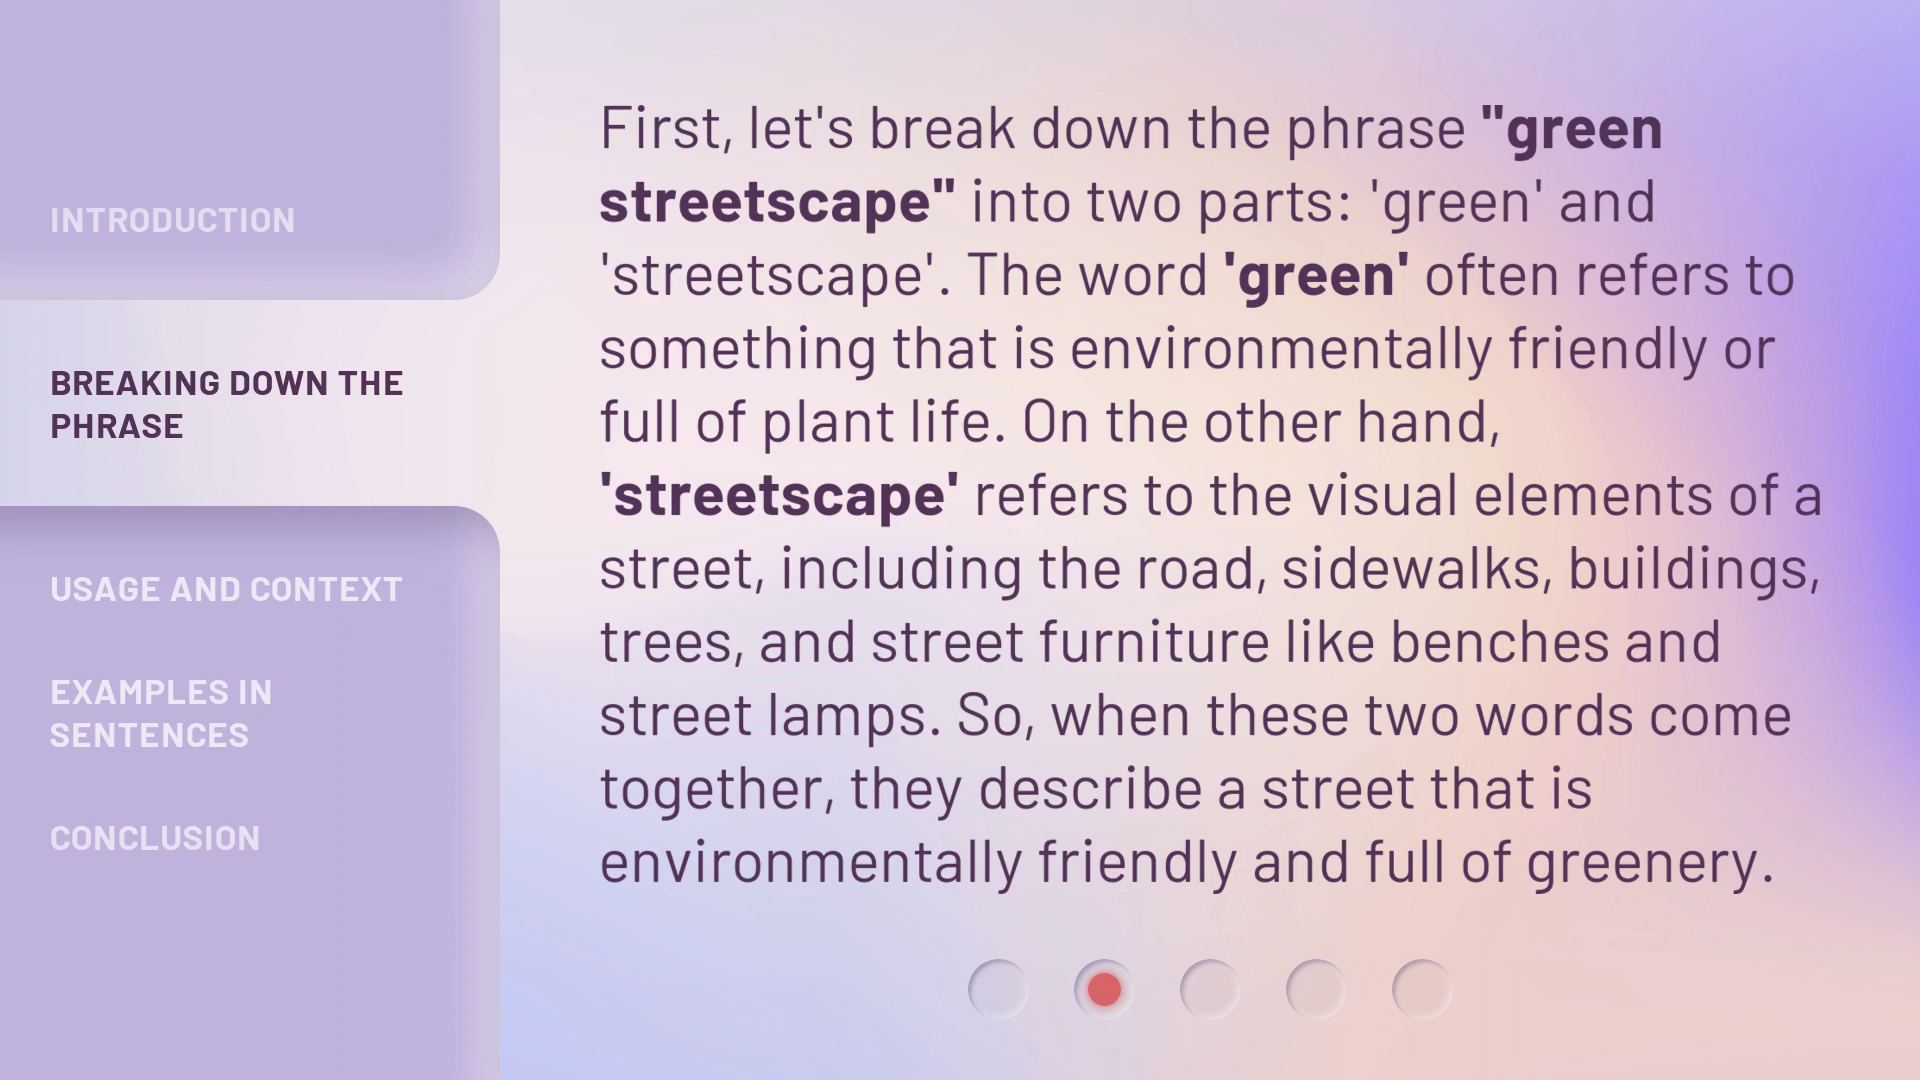 INTRODUCTION
BREAKING DOWN THE
PHRASE
USAGE AND CONTEXT
EXAMPLES IN
SENTENCES
CONCLUSION
First, let's break down the phrase "green
streetscape" into two parts: 'green' and
'streetscape'. The word 'green' often refers to
something that is environmentally friendly or
full of plant life. On the other hand,
'streetscape' refers to the visual elements of a
street, including the road, sidewalks, buildings,
trees, and street furniture like benches and
street lamps. So, when these two words come
together, they describe a street that is
environmentally friendly and full of greenery.